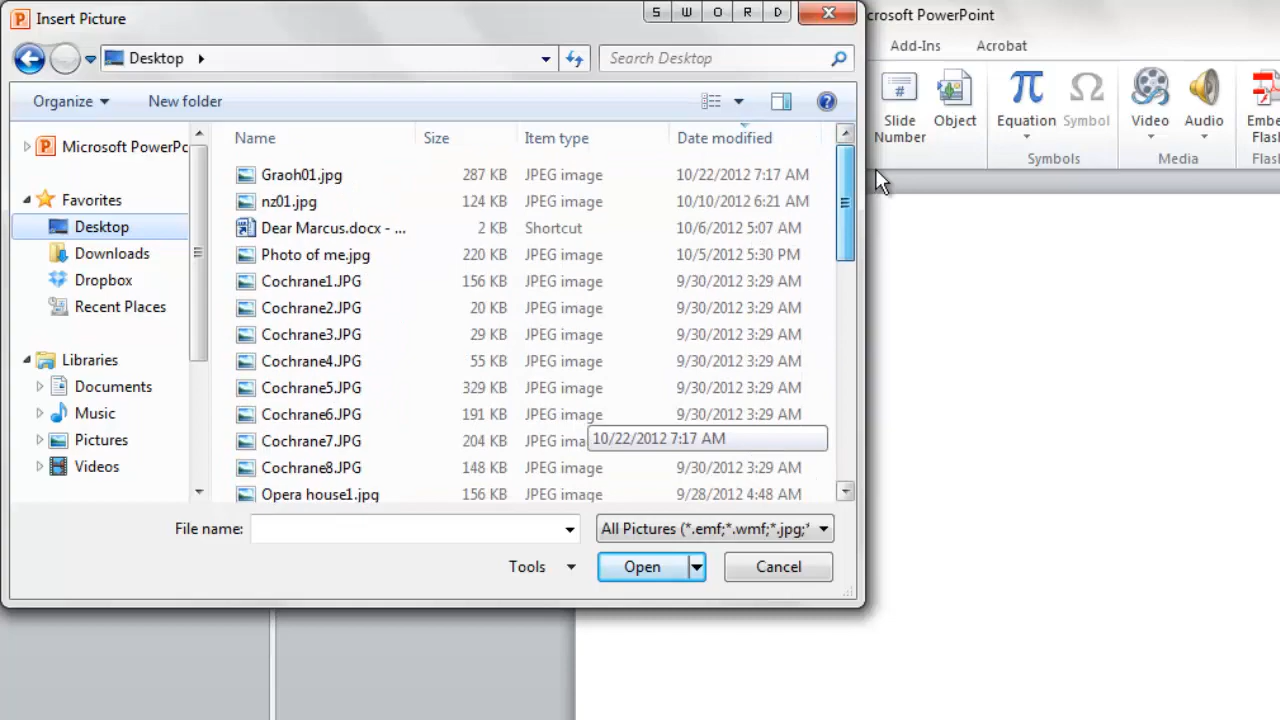 Insert Picture
S W O R D
crosoft PowerPoint
Add-Ins Acrobat
Desktop
Search Desktop
Organize New folder
Slide Number
Object
Equation
Symbol
Video
Audio
Embe
Flash
Symbols
Media
Flas
Microsoft PowerPc
Favorites
Desktop
Downloads
Dropbox
Recent Places
Libraries
Documents
Music
Pictures
Videos
Name Size Item type Date modified
Graoh01.jpg 287 KB JPEG image 10/22/2012 7:17 AM
nz01.jpg 124 KB JPEG image 10/10/2012 6:21 AM
Dear Marcus.docx - ... 2 KB Shortcut 10/6/2012 5:07 AM
Photo of me.jpg 220 KB JPEG image 10/5/2012 5:30 PM
Cochrane1.JPG 156 KB JPEG image 9/30/2012 3:29 AM
Cochrane2.JPG 20 KB JPEG image 9/30/2012 3:29 AM
Cochrane3.JPG 29 KB JPEG image 9/30/2012 3:29 AM
Cochrane4.JPG 55 KB JPEG image 9/30/2012 3:29 AM
Cochrane5.JPG 329 KB JPEG image 9/30/2012 3:29 AM
Cochrane6.JPG 191 KB JPEG image 9/30/2012 3:29 AM
Cochrane7.JPG 204 KB JPEG ima 10/22/2012 7:17 AM
Cochrane8.JPG 148 KB JPEG image 9/30/2012 3:29 AM
Opera house1.jpg 156 KB JPEG image 9/28/2012 4:48 AM
File name:
All Pictures (*.emf;*.wmf;*.jpg;*
Tools Open Cancel